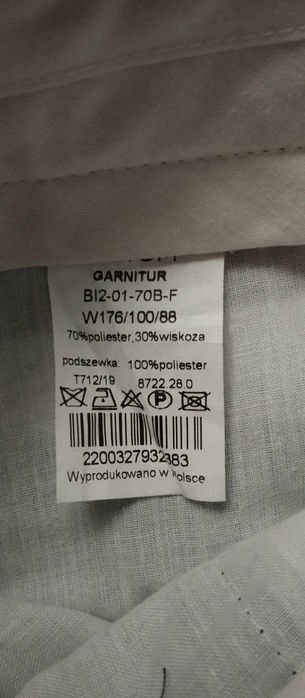 GARNITUR
BI2-01-70B-F
W176/100/88
70%poliester,30%wiskoza
podszewka: 100%poliester
T712/19 8722.28.0
P
Wyprodukowano w Polsce